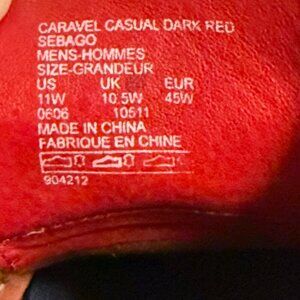 CARAVEL CASUAL DARK RED
SEBAGO
MENS-HOMMES
SIZE-GRANDEUR
US UK EUR
11W 10.5W 45W
0606 10511
MADE IN CHINA
FABRIQUE EN CHINE
904212